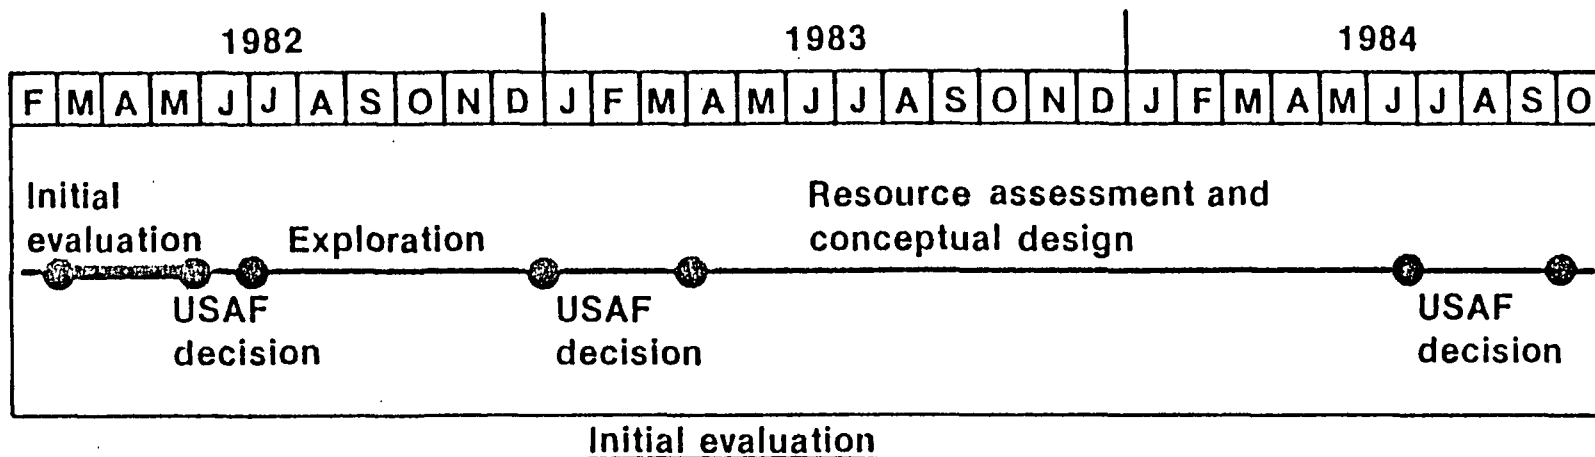 1982 1983 1984
F M A M J J A S O N D J F M A M J J A S O N D J F M A M J J A S O
Initial
evaluation
Exploration
Resource assessment and
conceptual design
USAF
decision
USAF
decision
USAF
decision
Initial evaluation